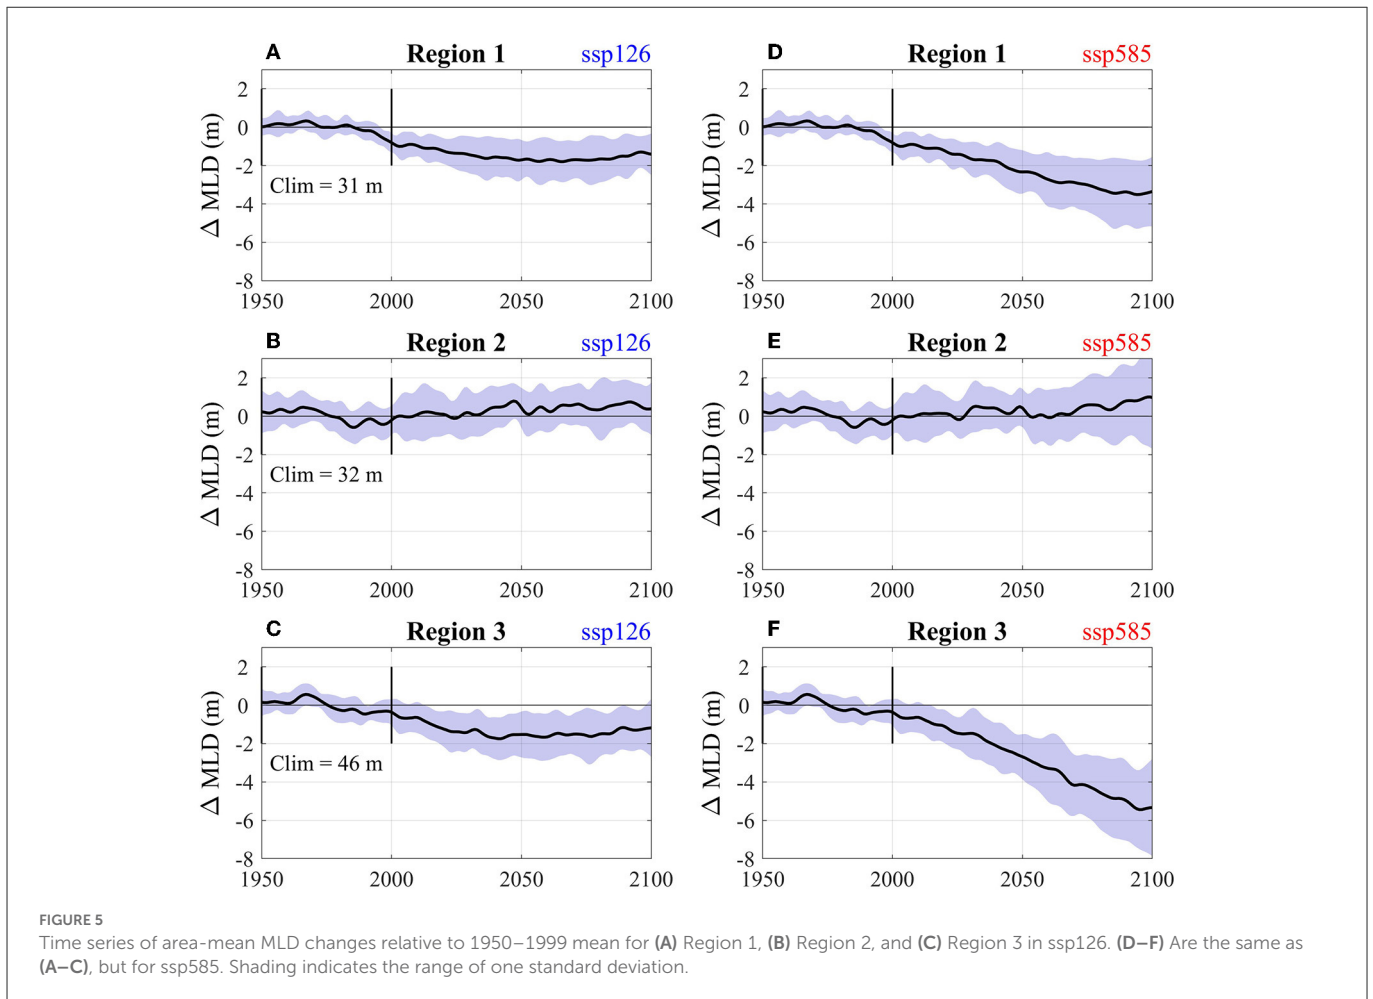 A Region 1 ssp126
2
0
-2
-4
-6
-8
Δ MLD (m)
Clim = 31 m
1950 2000 2050 2100
D Region 1 ssp585
2
0
-2
-4
-6
-8
Δ MLD (m)
1950 2000 2050 2100
B Region 2 ssp126
2
0
-2
-4
-6
-8
Δ MLD (m)
Clim = 32 m
1950 2000 2050 2100
E Region 2 ssp585
2
0
-2
-4
-6
-8
Δ MLD (m)
1950 2000 2050 2100
C Region 3 ssp126
2
0
-2
-4
-6
-8
Δ MLD (m)
Clim = 46 m
1950 2000 2050 2100
F Region 3 ssp585
2
0
-2
-4
-6
-8
Δ MLD (m)
1950 2000 2050 2100
FIGURE 5
Time series of area-mean MLD changes relative to 1950–1999 mean for (A) Region 1, (B) Region 2, and (C) Region 3 in ssp126. (D–F) Are the same as
(A–C), but for ssp585. Shading indicates the range of one standard deviation.